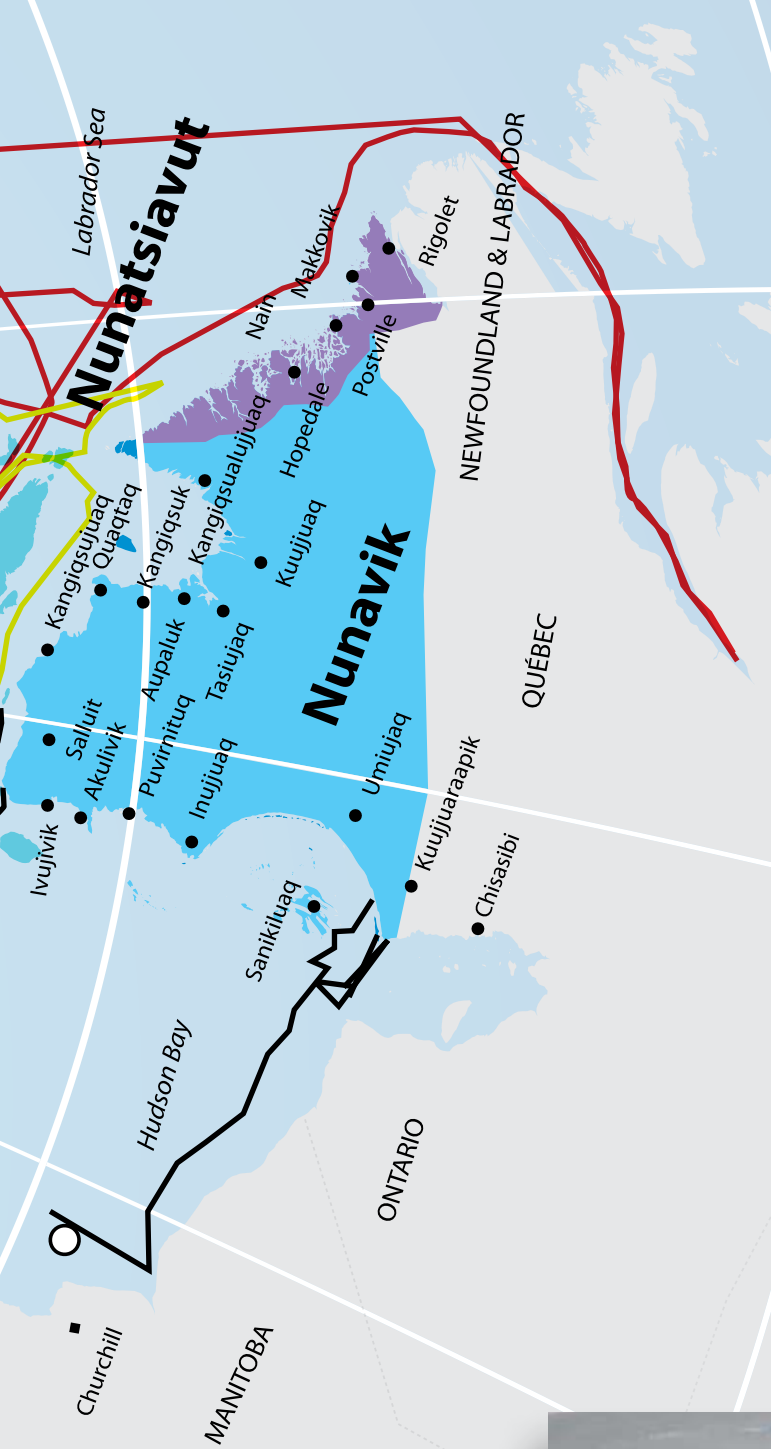 Labrador Sea
Nunatsiavut
Makkovik
Rigolet
NEWFOUNDLAND & LABRADOR
Nain
Postville
Hopedale
Kangiqsualujjuaq
Kangiqsujuaq
Quaqtaq
Kangiqsuk
Kuujjuaq
Aupaluk
Tasiujaq
Nunavik
QUÉBEC
Salluit
Akulivik
Puvirnituq
Inujjuaq
Umiujaq
Kuujjuaraapik
Ivujivik
Sanikiluaq
Chisasibi
Hudson Bay
ONTARIO
Churchill
MANITOBA